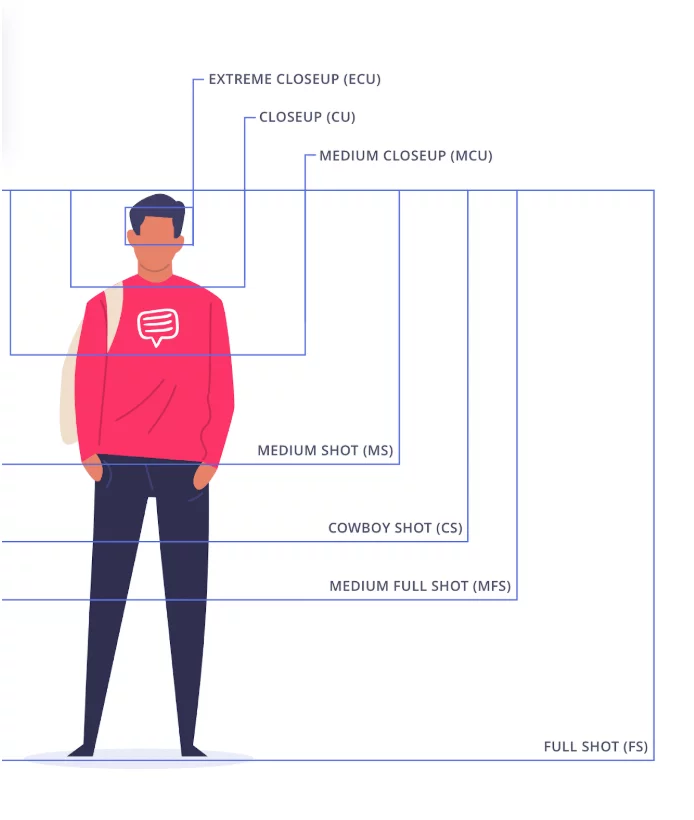 EXTREME CLOSEUP (ECU)
CLOSEUP (CU)
MEDIUM CLOSEUP (MCU)
MEDIUM SHOT (MS)
COWBOY SHOT (CS)
MEDIUM FULL SHOT (MFS)
FULL SHOT (FS)